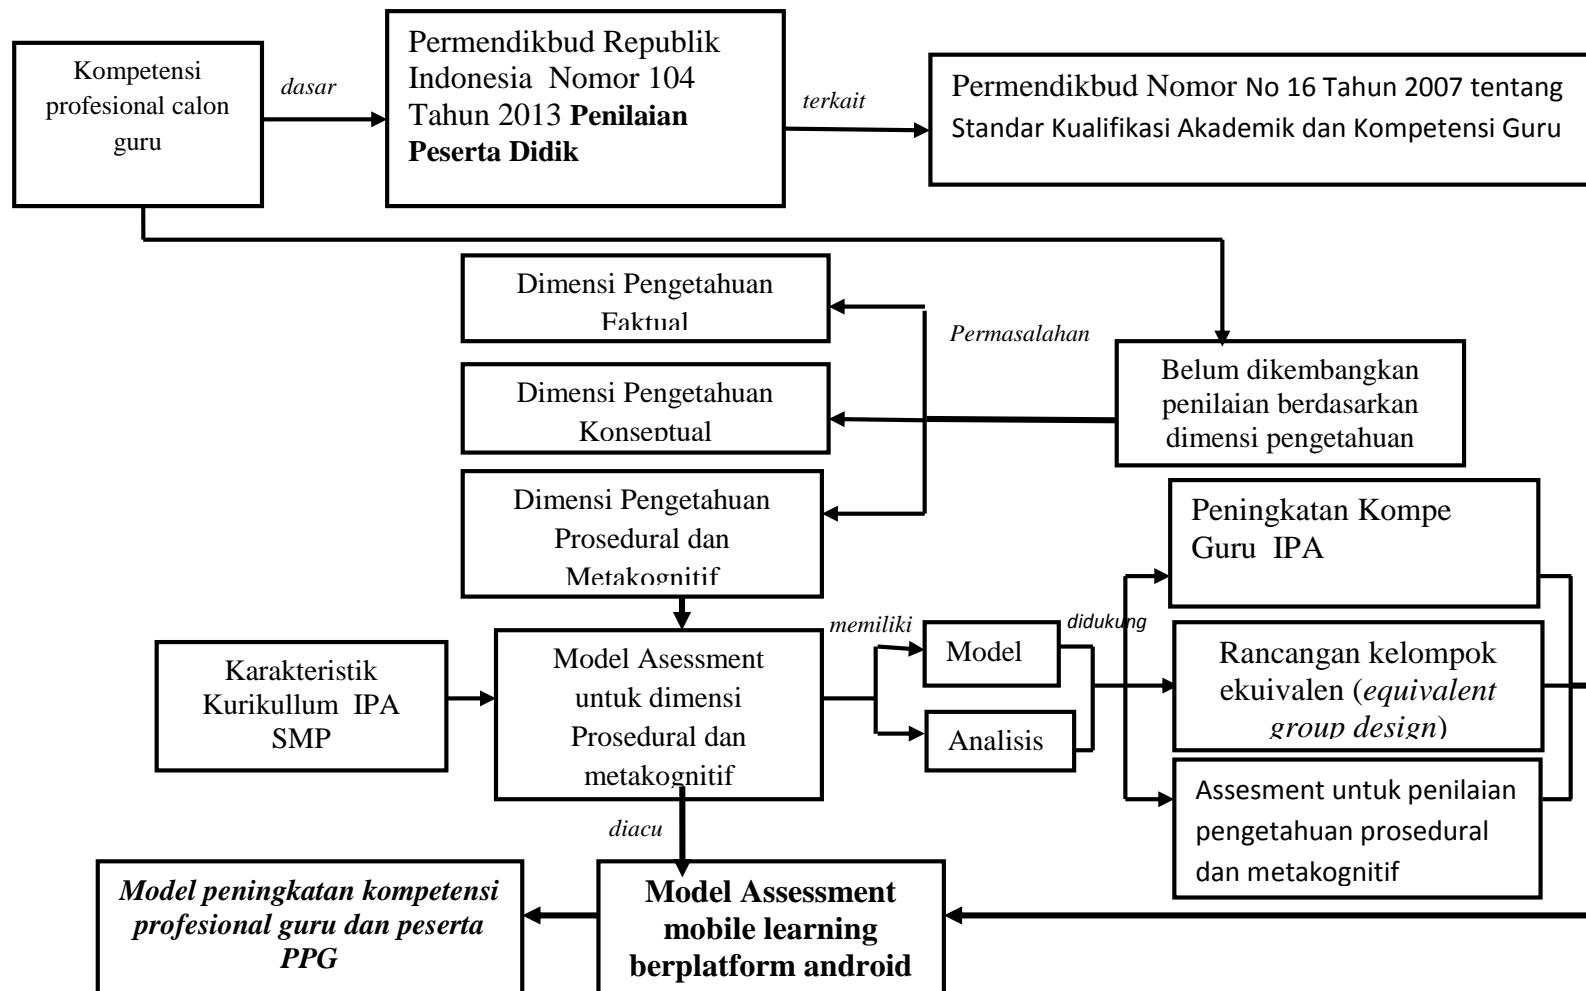 Kompetensi
profesional calon
guru
dasar
Permendikbud Republik
Indonesia Nomor 104
Tahun 2013 Penilaian
Peserta Didik
terkait
Permendikbud Nomor No 16 Tahun 2007 tentang
Standar Kualifikasi Akademik dan Kompetensi Guru
Dimensi Pengetahuan
Faktual
Permasalahan
Belum dikembangkan
penilaian berdasarkan
dimensi pengetahuan
Dimensi Pengetahuan
Konseptual
Dimensi Pengetahuan
Prosedural dan
Metakognitif
Peningkatan Kompe
Guru IPA
Karakteristik
Kurikullum IPA
SMP
Model Asessment
untuk dimensi
Prosedural dan
metakognitif
memiliki
Model
Analisis
didukung
Rancangan kelompok
ekuivalen (equivalent
group design)
Assesment untuk penilaian
pengetahuan prosedural
dan metakognitif
diacu
Model peningkatan kompetensi
profesional guru dan peserta
PPG
Model Assessment
mobile learning
berplatform android